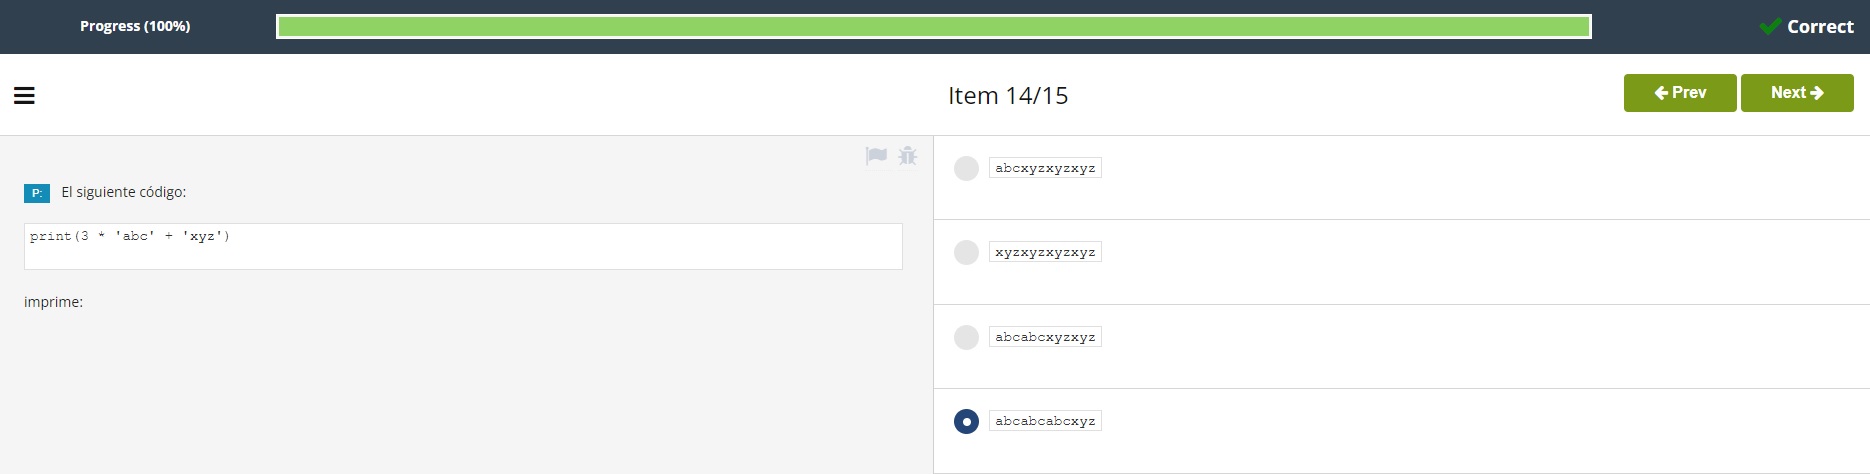 Progress (100%)
Correct
Item 14/15
Prev
Next
P: El siguiente código:
print(3 * 'abc' + 'xyz')
imprime:
abcxyzxyzxyz
xyzxyzxyzxyz
abcabcxyzxyz
abcabcabcxyz